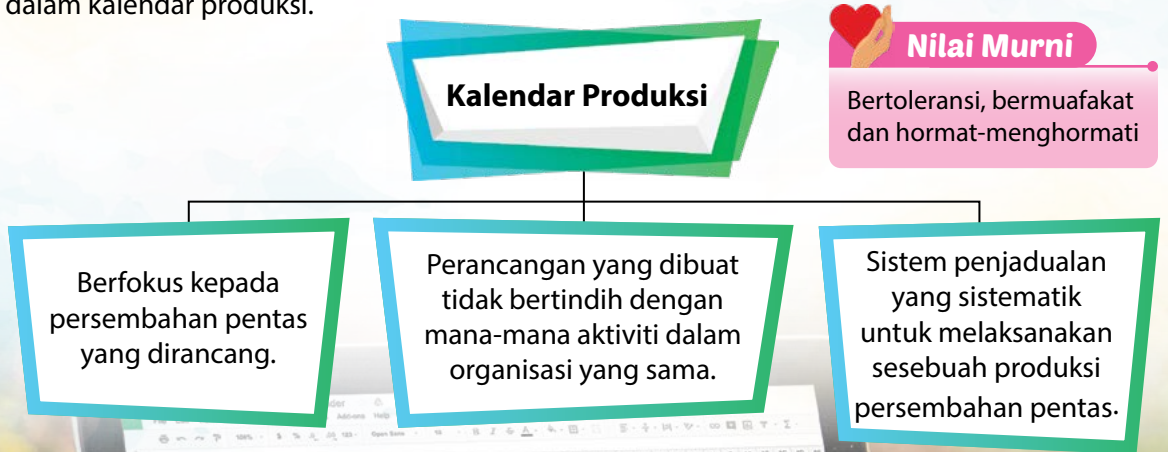 dalam kalendar produksi.
Kalendar Produksi
Nilai Murni
Bertoleransi, bermuafakat
dan hormat-menghormati
Berfokus kepada
persembahan pentas
yang dirancang.
Perancangan yang dibuat
tidak bertindih dengan
mana-mana aktiviti dalam
organisasi yang sama.
Sistem penjadualan
yang sistematik
untuk melaksanakan
sesebuah produksi
persembahan pentas.